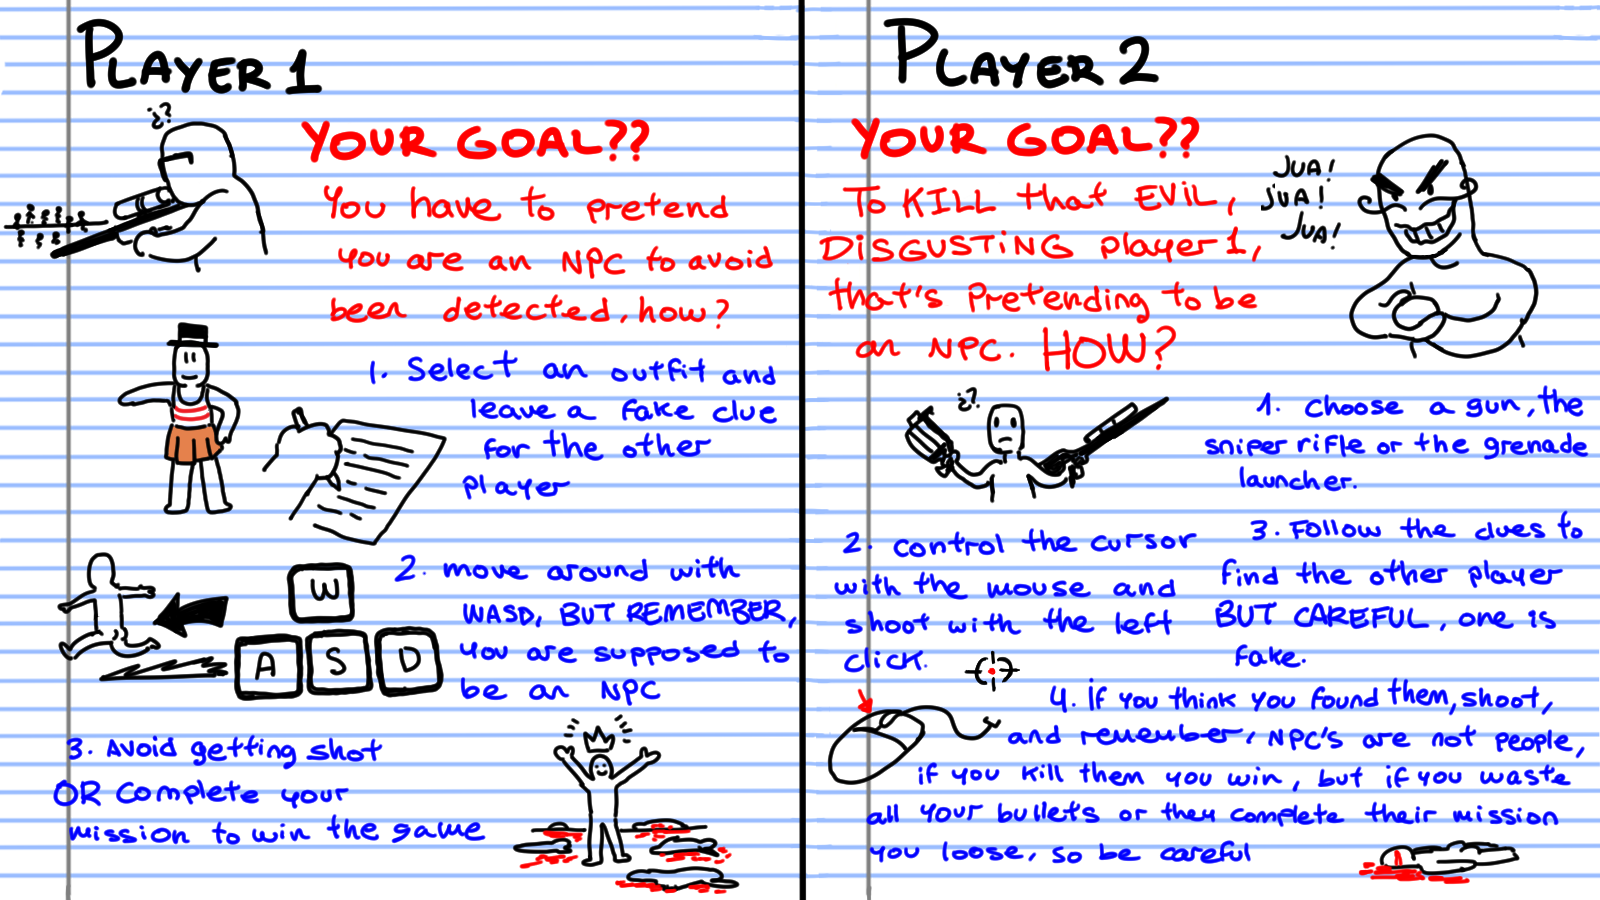 PLAYER 1
¿??
YOUR GOAL??
You have to pretend
you are an NPC to avoid
been detected, how?
1. Select an outfit and
leave a fake clue
for the other
player
2. move around with
WASD, BUT REMEMBER,
you are supposed to
be an NPC
W
A S D
3. Avoid getting shot
OR complete your
mission to win the game
PLAYER 2
YOUR GOAL??
To KILL that EVIL,
DISGUSTING player 1,
that's Pretending to be
an NPC. HOW?
JUA!
JUA!
JUA!
¿??
1. Choose a gun, the
sniper rifle or the grenade
launcher.
2. control the cursor
with the mouse and
shoot with the left
click.
3. Follow the clues to
find the other player
BUT CAREFUL, one is
fake.
4. if you think you found them, shoot,
and remember, NPC's are not people,
if you kill them you win, but if you waste
all your bullets or they complete their mission
you loose, so be careful